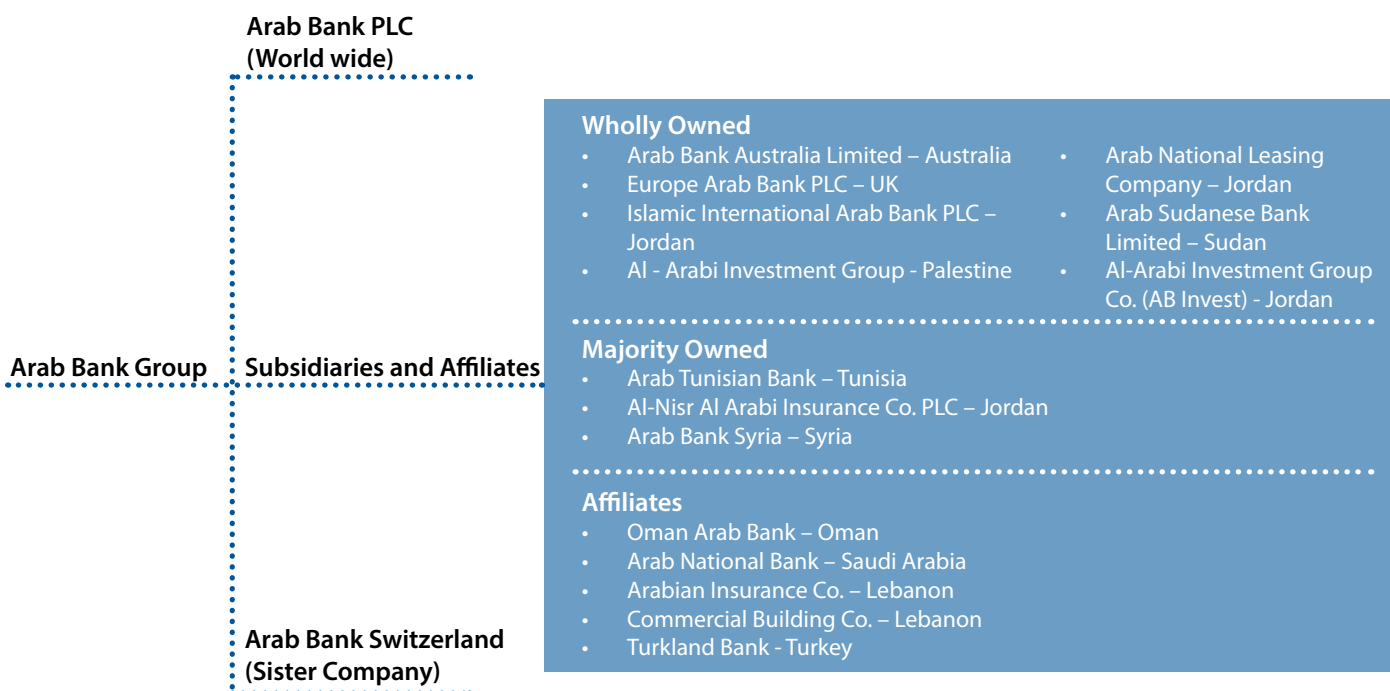 Arab Bank PLC
(World wide)
Arab Bank Group
Subsidiaries and Affiliates
Wholly Owned
• Arab Bank Australia Limited – Australia
• Europe Arab Bank PLC – UK
• Islamic International Arab Bank PLC –
Jordan
• Al - Arabi Investment Group - Palestine
• Arab National Leasing
Company – Jordan
• Arab Sudanese Bank
Limited – Sudan
• Al-Arabi Investment Group
Co. (AB Invest) - Jordan
Majority Owned
• Arab Tunisian Bank – Tunisia
• Al-Nisr Al Arabi Insurance Co. PLC – Jordan
• Arab Bank Syria – Syria
Affiliates
• Oman Arab Bank – Oman
• Arab National Bank – Saudi Arabia
• Arabian Insurance Co. – Lebanon
• Commercial Building Co. – Lebanon
• Turkland Bank - Turkey
Arab Bank Switzerland
(Sister Company)